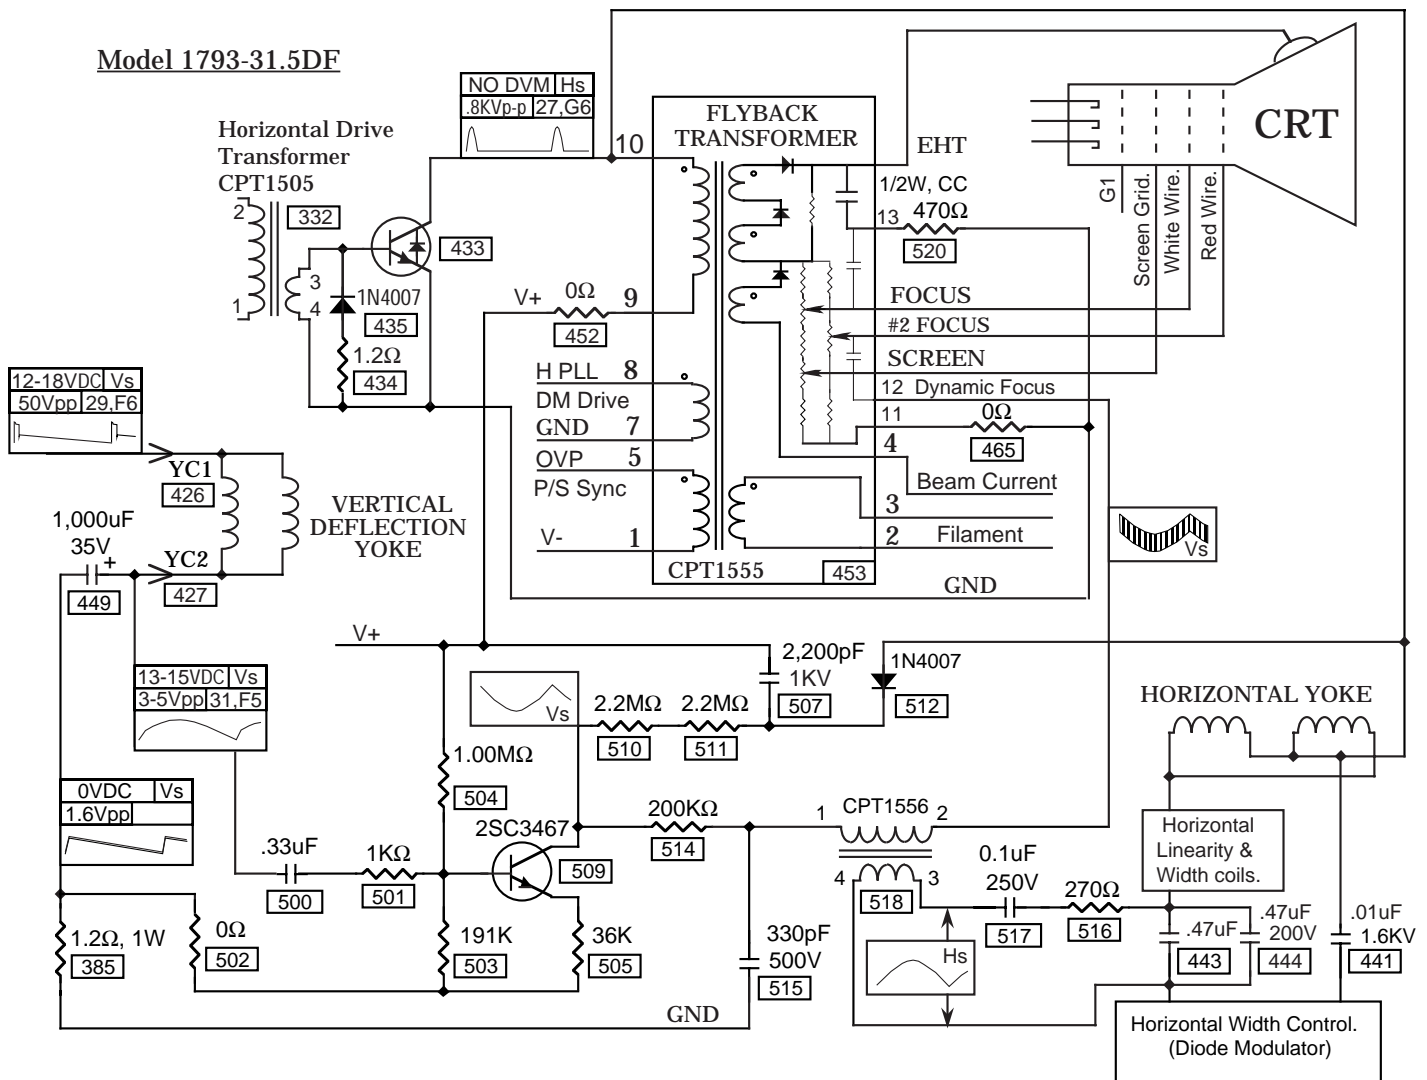 Model 1793-31.5DF
NO DVM Hs
.8KVp-p 27,G6
Horizontal Drive
Transformer
CPT1505
2
1
332
3
4
433
1N4007
435
1.2Ω
434
10
FLYBACK
TRANSFORMER
EHT
1/2W, CC
13 470Ω
520
CRT
G1
Screen Grid.
White Wire.
Red Wire.
V+ 0Ω 9
452
FOCUS
#2 FOCUS
SCREEN
12 Dynamic Focus
11 0Ω
465
H PLL 8
DM Drive
GND 7
OVP 5
P/S Sync
V- 1
4
Beam Current
3
2 Filament
CPT1555 453
GND
12-18VDC Vs
50Vpp 29,F6
YC1
426
VERTICAL
DEFLECTION
YOKE
1,000uF
35V
+
449
YC2
427
Vs
V+
13-15VDC Vs
3-5Vpp 31,F5
Vs
2.2MΩ
510
2.2MΩ
511
2,200pF
1KV
507
1N4007
512
HORIZONTAL YOKE
0VDC Vs
1.6Vpp
1.00MΩ
504
2SC3467
509
200KΩ
514
1 CPT1556 2
4 3
518
.33uF
500
1KΩ
501
0.1uF
250V
517
270Ω
516
Horizontal
Linearity &
Width coils.
1.2Ω, 1W
385
0Ω
502
191K
503
36K
505
330pF
500V
515
Hs
.47uF
443
.47uF
200V
444
.01uF
1.6KV
441
GND
Horizontal Width Control.
(Diode Modulator)